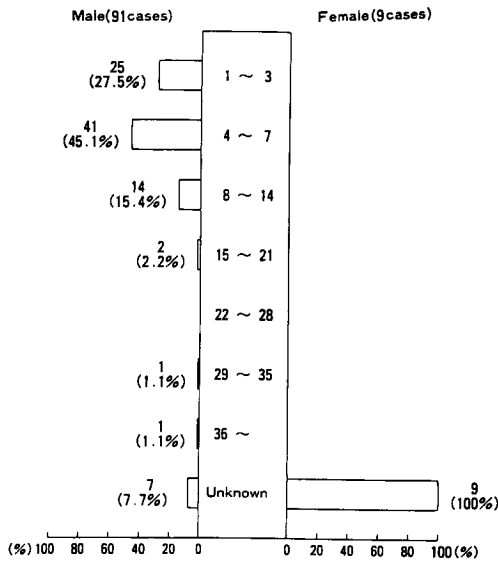 Male(91cases) Female(9cases)
25
(27.5%) 1 ~ 3
41
(45.1%) 4 ~ 7
14
(15.4%) 8 ~ 14
2
(2.2%) 15 ~ 21
22 ~ 28
1
(1.1%) 29 ~ 35
1
(1.1%) 36 ~
7
(7.7%) Unknown 9
(100%)
(%) 100 80 60 40 20 0 0 20 40 60 80 100 (%)